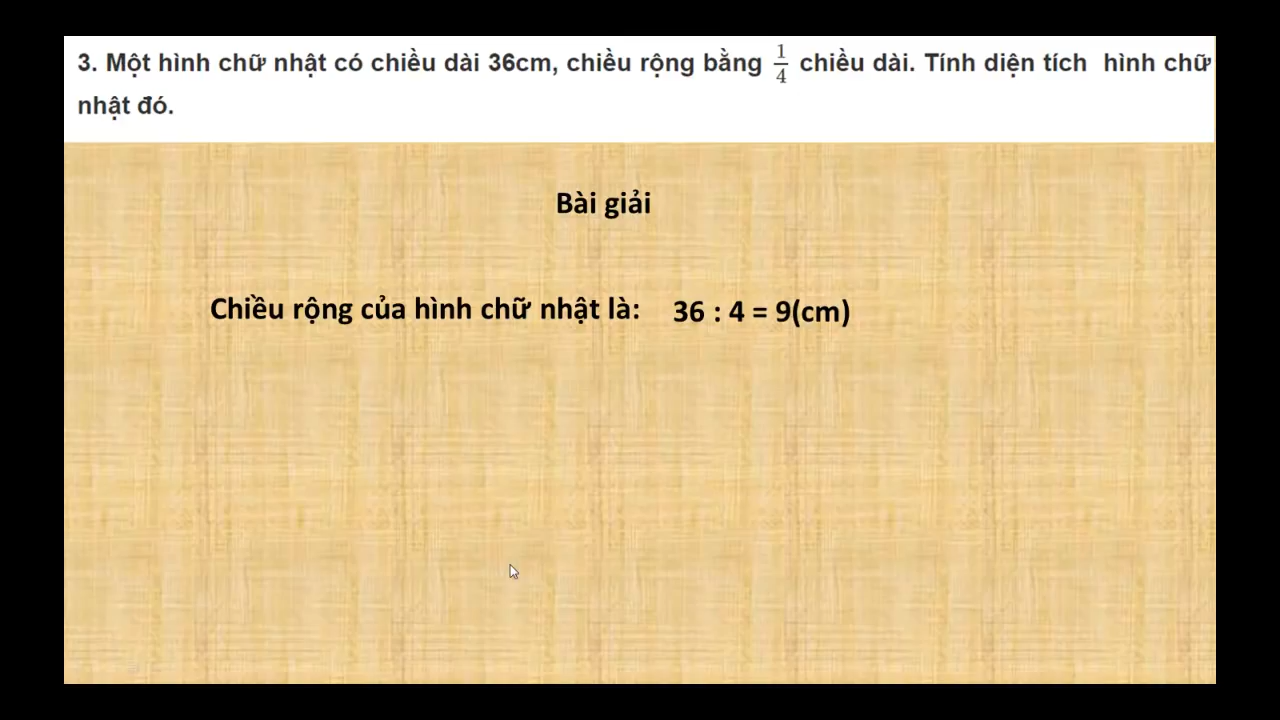 3. Một hình chữ nhật có chiều dài 36cm, chiều rộng bằng 1/4 chiều dài. Tính diện tích hình chữ
nhật đó.
Bài giải
Chiều rộng của hình chữ nhật là: 36 : 4 = 9(cm)